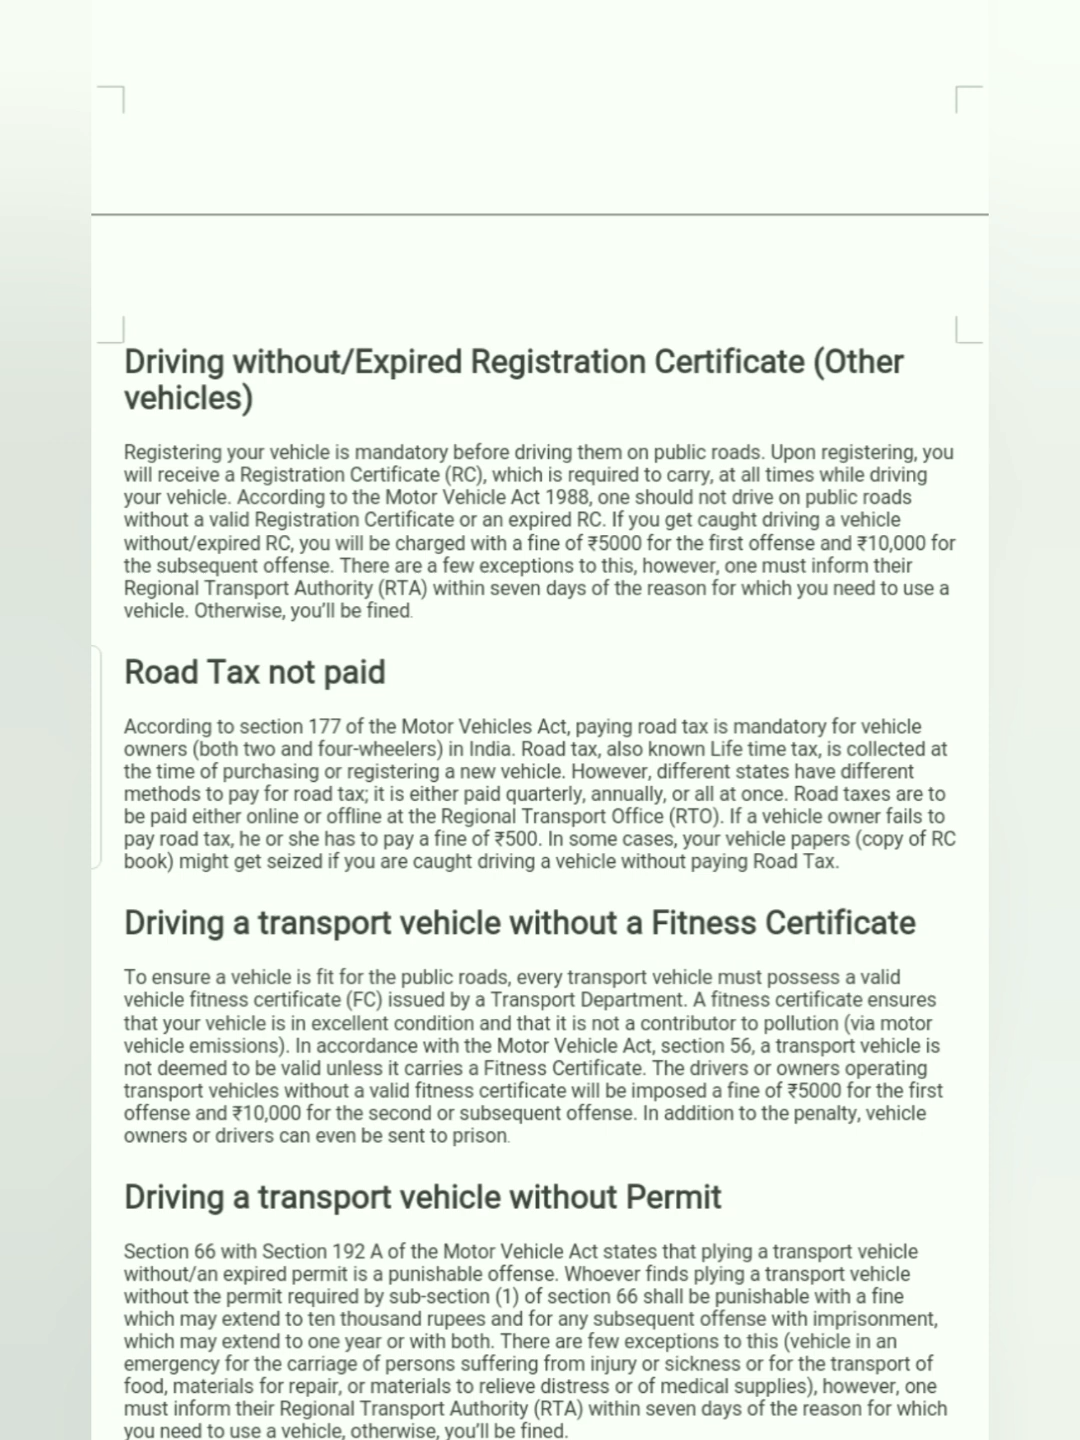 Driving without/Expired Registration Certificate (Other
vehicles)
Registering your vehicle is mandatory before driving them on public roads. Upon registering, you
will receive a Registration Certificate (RC), which is required to carry, at all times while driving
your vehicle. According to the Motor Vehicle Act 1988, one should not drive on public roads
without a valid Registration Certificate or an expired RC. If you get caught driving a vehicle
without/expired RC, you will be charged with a fine of ₹5000 for the first offense and ₹10,000 for
the subsequent offense. There are a few exceptions to this, however, one must inform their
Regional Transport Authority (RTA) within seven days of the reason for which you need to use a
vehicle. Otherwise, you’ll be fined.
Road Tax not paid
According to section 177 of the Motor Vehicles Act, paying road tax is mandatory for vehicle
owners (both two and four-wheelers) in India. Road tax, also known Life time tax, is collected at
the time of purchasing or registering a new vehicle. However, different states have different
methods to pay for road tax; it is either paid quarterly, annually, or all at once. Road taxes are to
be paid either online or offline at the Regional Transport Office (RTO). If a vehicle owner fails to
pay road tax, he or she has to pay a fine of ₹500. In some cases, your vehicle papers (copy of RC
book) might get seized if you are caught driving a vehicle without paying Road Tax.
Driving a transport vehicle without a Fitness Certificate
To ensure a vehicle is fit for the public roads, every transport vehicle must possess a valid
vehicle fitness certificate (FC) issued by a Transport Department. A fitness certificate ensures
that your vehicle is in excellent condition and that it is not a contributor to pollution (via motor
vehicle emissions). In accordance with the Motor Vehicle Act, section 56, a transport vehicle is
not deemed to be valid unless it carries a Fitness Certificate. The drivers or owners operating
transport vehicles without a valid fitness certificate will be imposed a fine of ₹5000 for the first
offense and ₹10,000 for the second or subsequent offense. In addition to the penalty, vehicle
owners or drivers can even be sent to prison.
Driving a transport vehicle without Permit
Section 66 with Section 192 A of the Motor Vehicle Act states that plying a transport vehicle
without/an expired permit is a punishable offense. Whoever finds plying a transport vehicle
without the permit required by sub-section (1) of section 66 shall be punishable with a fine
which may extend to ten thousand rupees and for any subsequent offense with imprisonment,
which may extend to one year or with both. There are few exceptions to this (vehicle in an
emergency for the carriage of persons suffering from injury or sickness or for the transport of
food, materials for repair, or materials to relieve distress or of medical supplies), however, one
must inform their Regional Transport Authority (RTA) within seven days of the reason for which
you need to use a vehicle, otherwise, you’ll be fined.